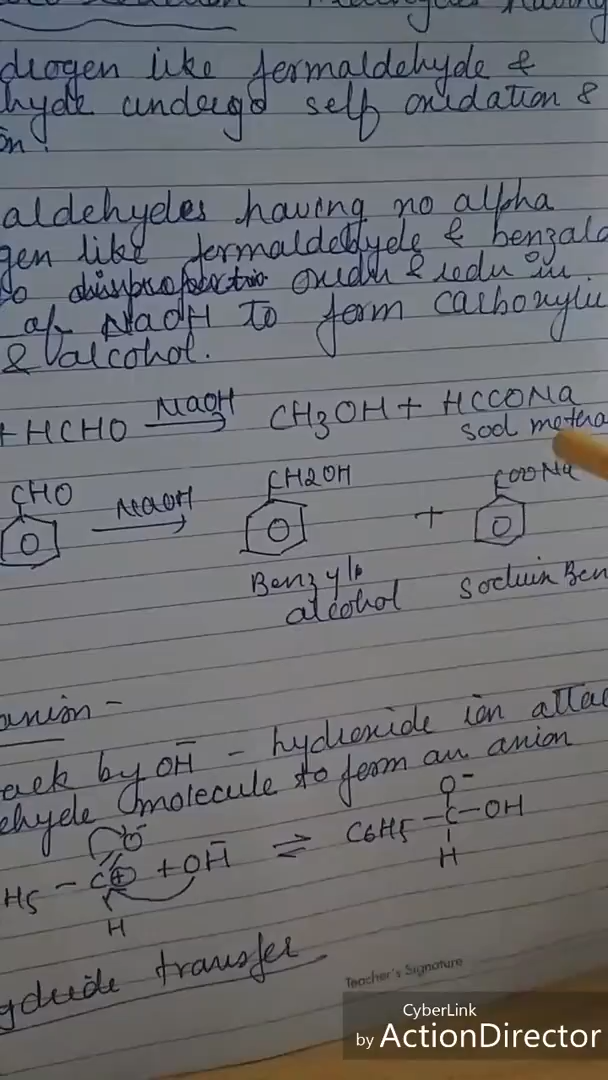 drogen like formaldehyde &
hyde undergo self oxidation &
on.
aldehydes having no alpha
gen like formaldehyde & benzald
o disproportio oxidn & redu in
of NaOH to form carboxylic
& alcohol.
+ HCHO NaOH CH3OH + HCOONa
sod metha
CHO NaOH CH2OH + COONa
Benzyl
alcohol
Sodium Ben
anism -
ack by OH̄ - hydroxide ion attac
ehyde molecule to form an anion
H5 - C + OH̄ ⇌ C6H5 - C - OH
O O-
H H
ydride transfer
Teacher's Signature
CyberLink
by ActionDirector